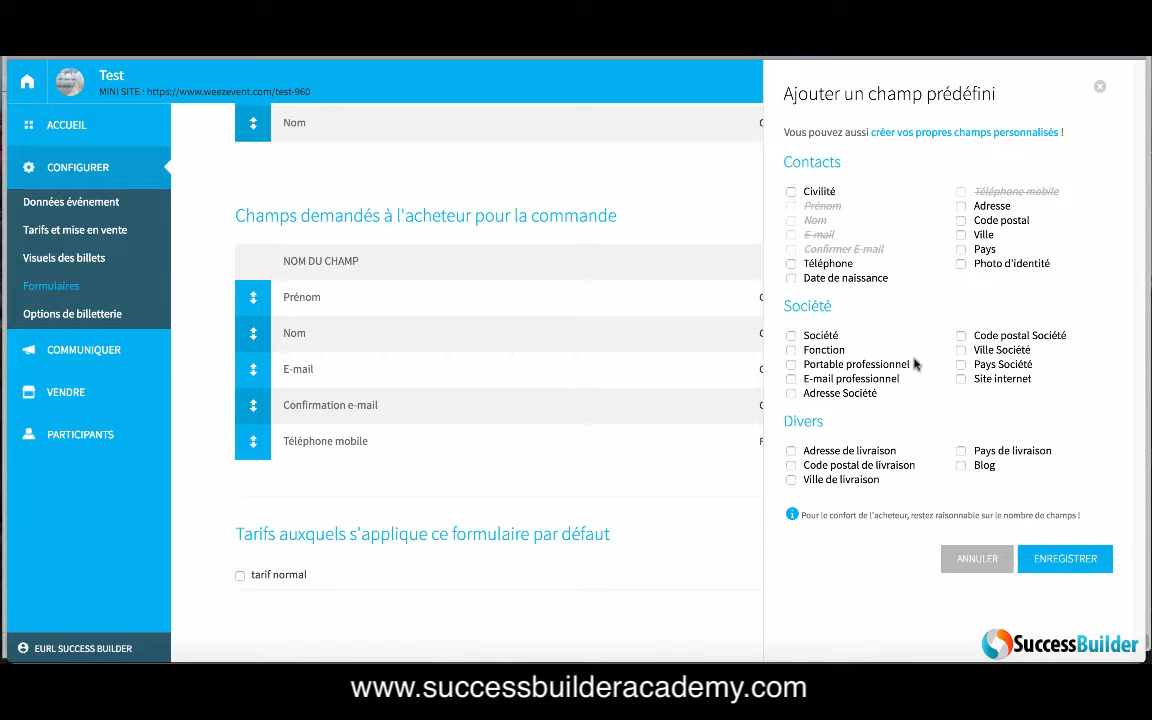 Test
MINI SITE : https://www.weezevent.com/test-960
ACCUEIL
CONFIGURER
Données événement
Tarifs et mise en vente
Visuels des billets
Formulaires
Options de billetterie
COMMUNIQUER
VENDRE
PARTICIPANTS
EURL SUCCESS BUILDER
Nom
Champs demandés à l'acheteur pour la commande
NOM DU CHAMP
Prénom
Nom
E-mail
Confirmation e-mail
Téléphone mobile
Tarifs auxquels s'applique ce formulaire par défaut
tarif normal
Ajouter un champ prédéfini
Vous pouvez aussi créer vos propres champs personnalisés !
Contacts
Civilité
Prénom
Nom
E-mail
Confirmer E-mail
Téléphone
Date de naissance
Téléphone mobile
Adresse
Code postal
Ville
Pays
Photo d'identité
Société
Société
Fonction
Portable professionnel
E-mail professionnel
Adresse Société
Code postal Société
Ville Société
Pays Société
Site internet
Divers
Adresse de livraison
Code postal de livraison
Ville de livraison
Pays de livraison
Blog
Pour le confort de l'acheteur, restez raisonnable sur le nombre de champs !
ANNULER
ENREGISTRER
SuccessBuilder
www.successbuilderacademy.com